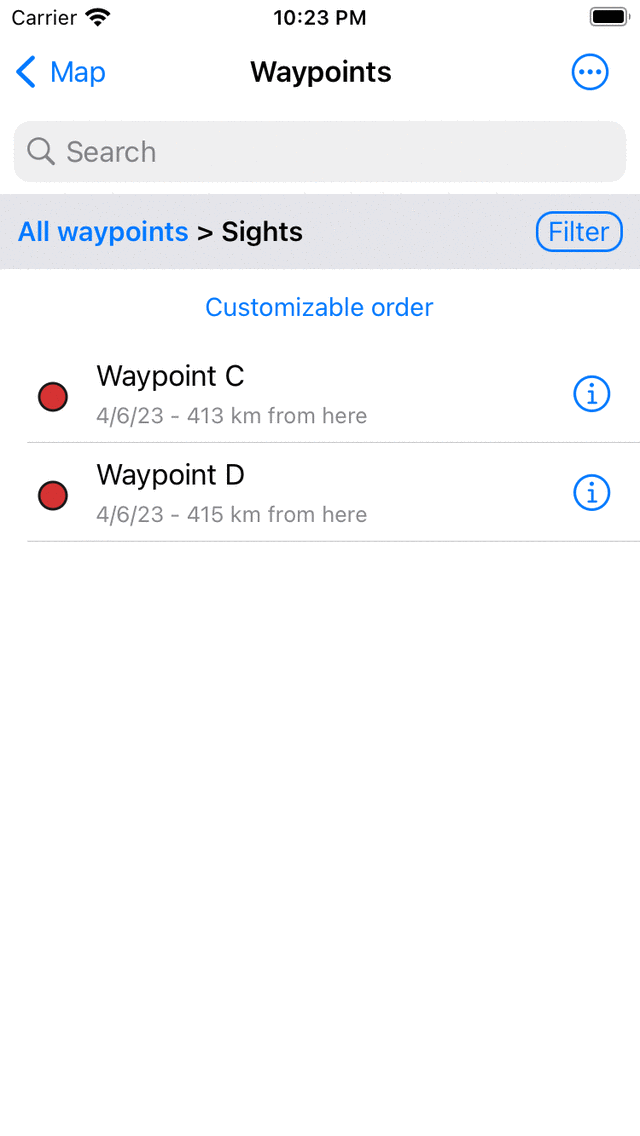 Carrier 10:23 PM
Map Waypoints
Search
All waypoints > Sights Filter
Customizable order
Waypoint C
4/6/23 - 413 km from here
Waypoint D
4/6/23 - 415 km from here